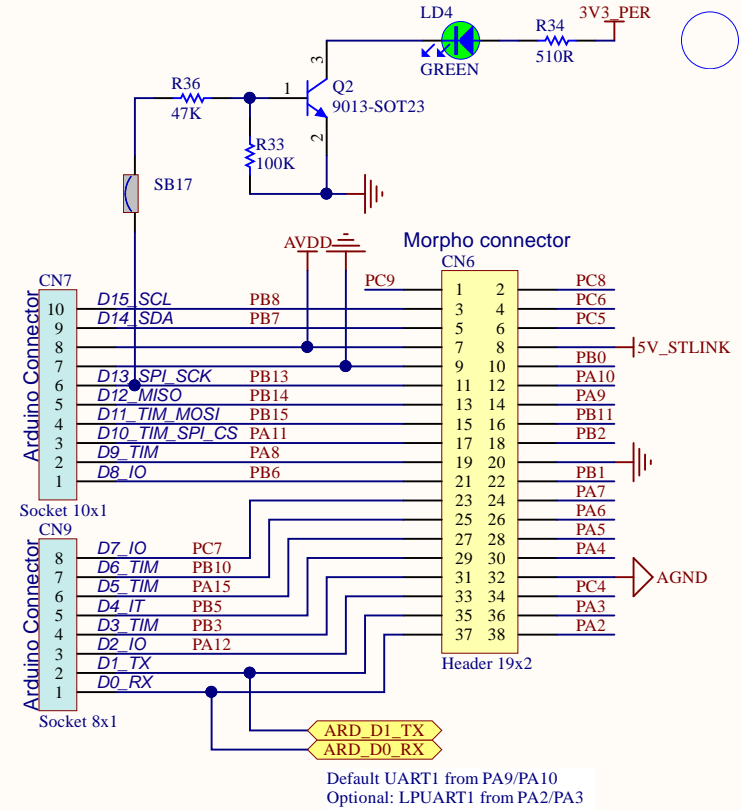 LD4
GREEN
R34
510R
3V3_PER
R36
47K
1
3
2
Q2
9013-SOT23
R33
100K
SB17
AVDD
Morpho connector
CN6
CN7
Arduino Connector
10 D15_SCL PB8
9 D14_SDA PB7
8
7
6 D13_SPI_SCK PB13
5 D12_MISO PB14
4 D11_TIM_MOSI PB15
3 D10_TIM_SPI_CS PA11
2 D9_TIM PA8
1 D8_IO PB6
Socket 10x1
CN9
Arduino Connector
8 D7_IO PC7
7 D6_TIM PB10
6 D5_TIM PA15
5 D4_IT PB5
4 D3_TIM PB3
3 D2_IO PA12
2 D1_TX
1 D0_RX
Socket 8x1
PC9 1 2 PC8
3 4 PC6
5 6 PC5
7 8 5V_STLINK
9 10 PB0
11 12 PA10
13 14 PA9
15 16 PB11
17 18 PB2
19 20
21 22 PB1
23 24 PA7
25 26 PA6
27 28 PA5
29 30 PA4
31 32 AGND
33 34 PC4
35 36 PA3
37 38 PA2
Header 19x2
ARD_D1_TX
ARD_D0_RX
Default UART1 from PA9/PA10
Optional: LPUART1 from PA2/PA3